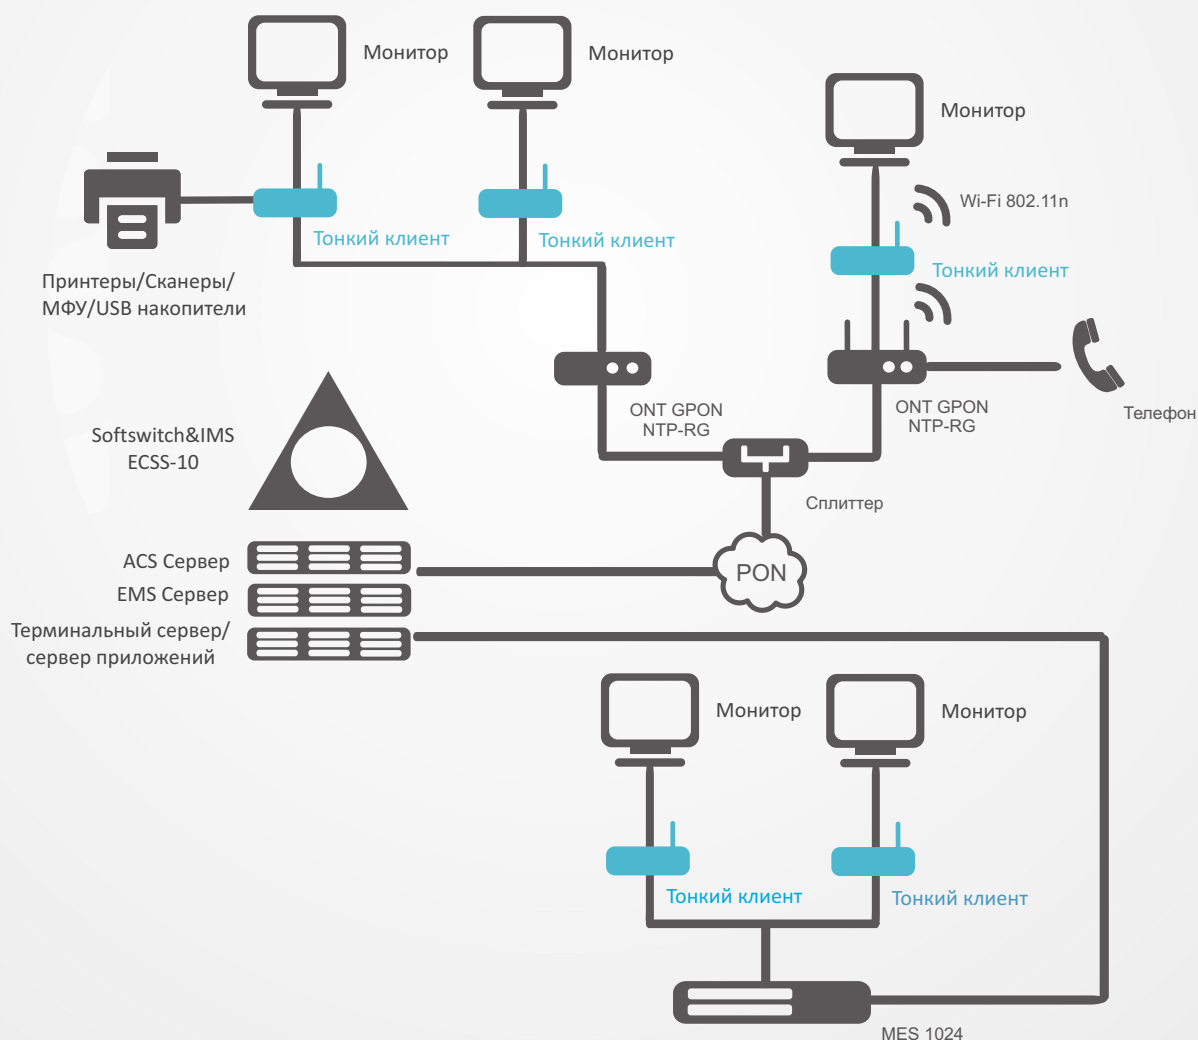 Монитор
Монитор
Монитор
Wi-Fi 802.11n
Тонкий клиент
Тонкий клиент
Тонкий клиент
Принтеры/Сканеры/
МФУ/USB накопители
ONT GPON
NTP-RG
ONT GPON
NTP-RG
Телефон
Softswitch&IMS
ECSS-10
Сплиттер
ACS Сервер
PON
EMS Сервер
Терминальный сервер/
сервер приложений
Монитор
Монитор
Тонкий клиент
Тонкий клиент
MES 1024